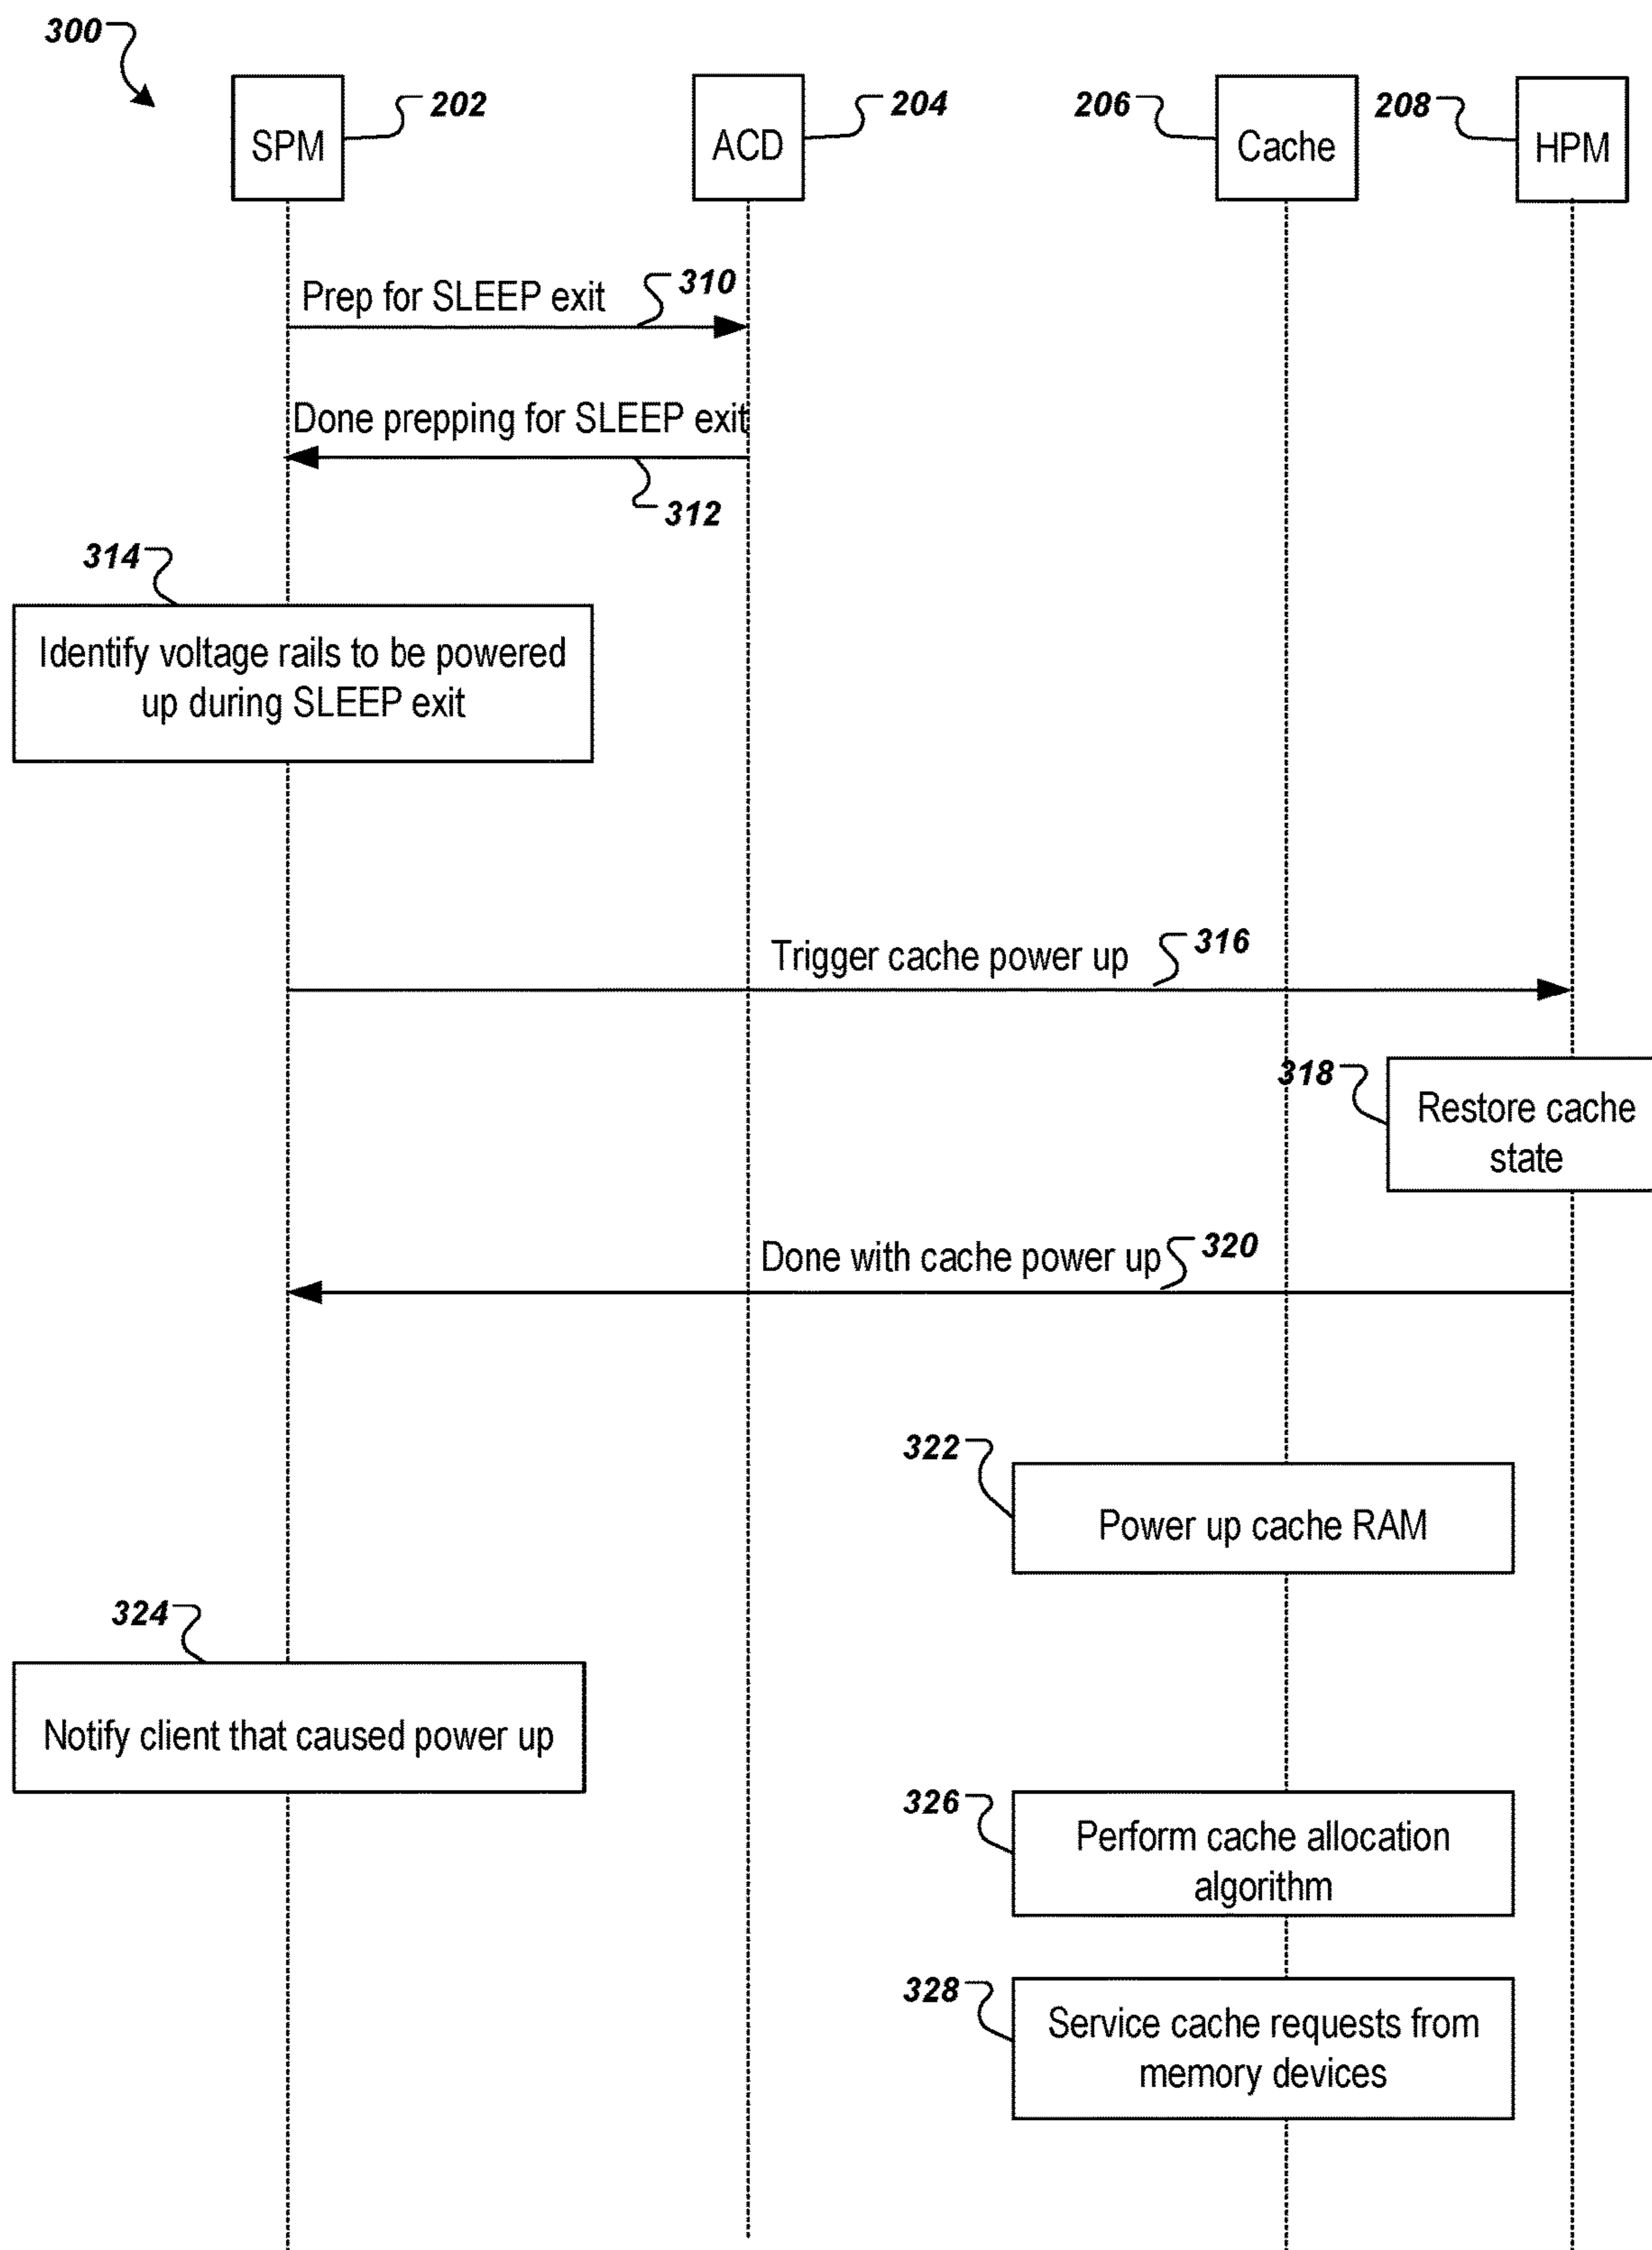 300
SPM
202
ACD
204
206
Cache
208
HPM
Prep for SLEEP exit
310
Done prepping for SLEEP exit
312
314
Identify voltage rails to be powered
up during SLEEP exit
Trigger cache power up
316
318
Restore cache
state
Done with cache power up
320
322
Power up cache RAM
324
Notify client that caused power up
326
Perform cache allocation
algorithm
328
Service cache requests from
memory devices